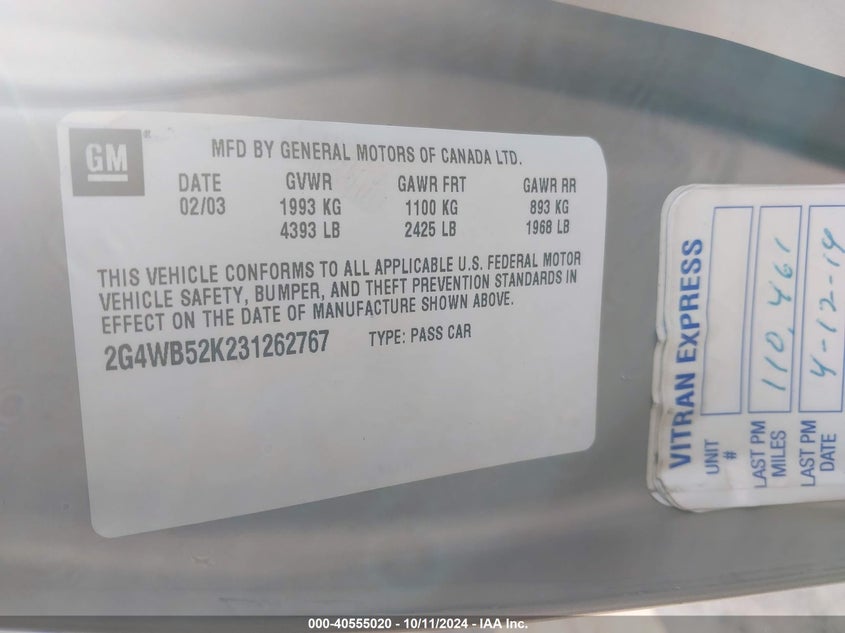 GM
MFD BY GENERAL MOTORS OF CANADA LTD.
DATE GVWR GAWR FRT GAWR RR
02/03 1993 KG 1100 KG 893 KG
4393 LB 2425 LB 1968 LB
THIS VEHICLE CONFORMS TO ALL APPLICABLE U.S. FEDERAL MOTOR
VEHICLE SAFETY, BUMPER, AND THEFT PREVENTION STANDARDS IN
EFFECT ON THE DATE OF MANUFACTURE SHOWN ABOVE.
2G4WB52K231262767 TYPE: PASS CAR
VITRAN EXPRESS
UNIT
#
LAST PM
MILES 110,461
LAST PM
DATE 4-12-14
000-40555020 - 10/11/2024 - IAA Inc.